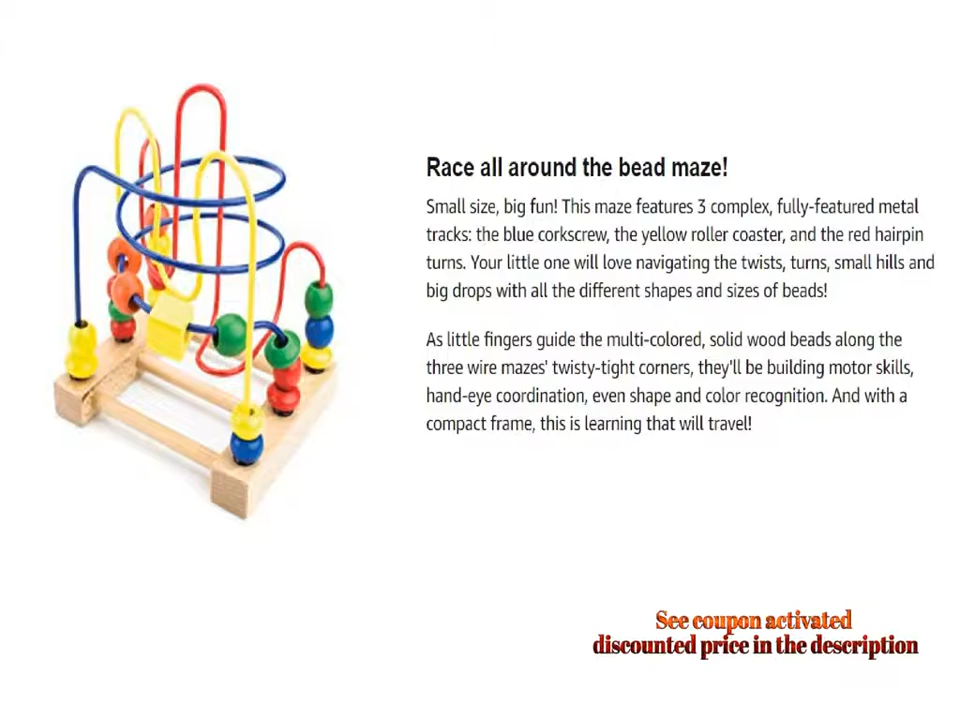 Race all around the bead maze!
Small size, big fun! This maze features 3 complex, fully-featured metal
tracks: the blue corkscrew, the yellow roller coaster, and the red hairpin
turns. Your little one will love navigating the twists, turns, small hills and
big drops with all the different shapes and sizes of beads!
As little fingers guide the multi-colored, solid wood beads along the
three wire mazes' twisty-tight corners, they'll be building motor skills,
hand-eye coordination, even shape and color recognition. And with a
compact frame, this is learning that will travel!
See coupon activated
discounted price in the description